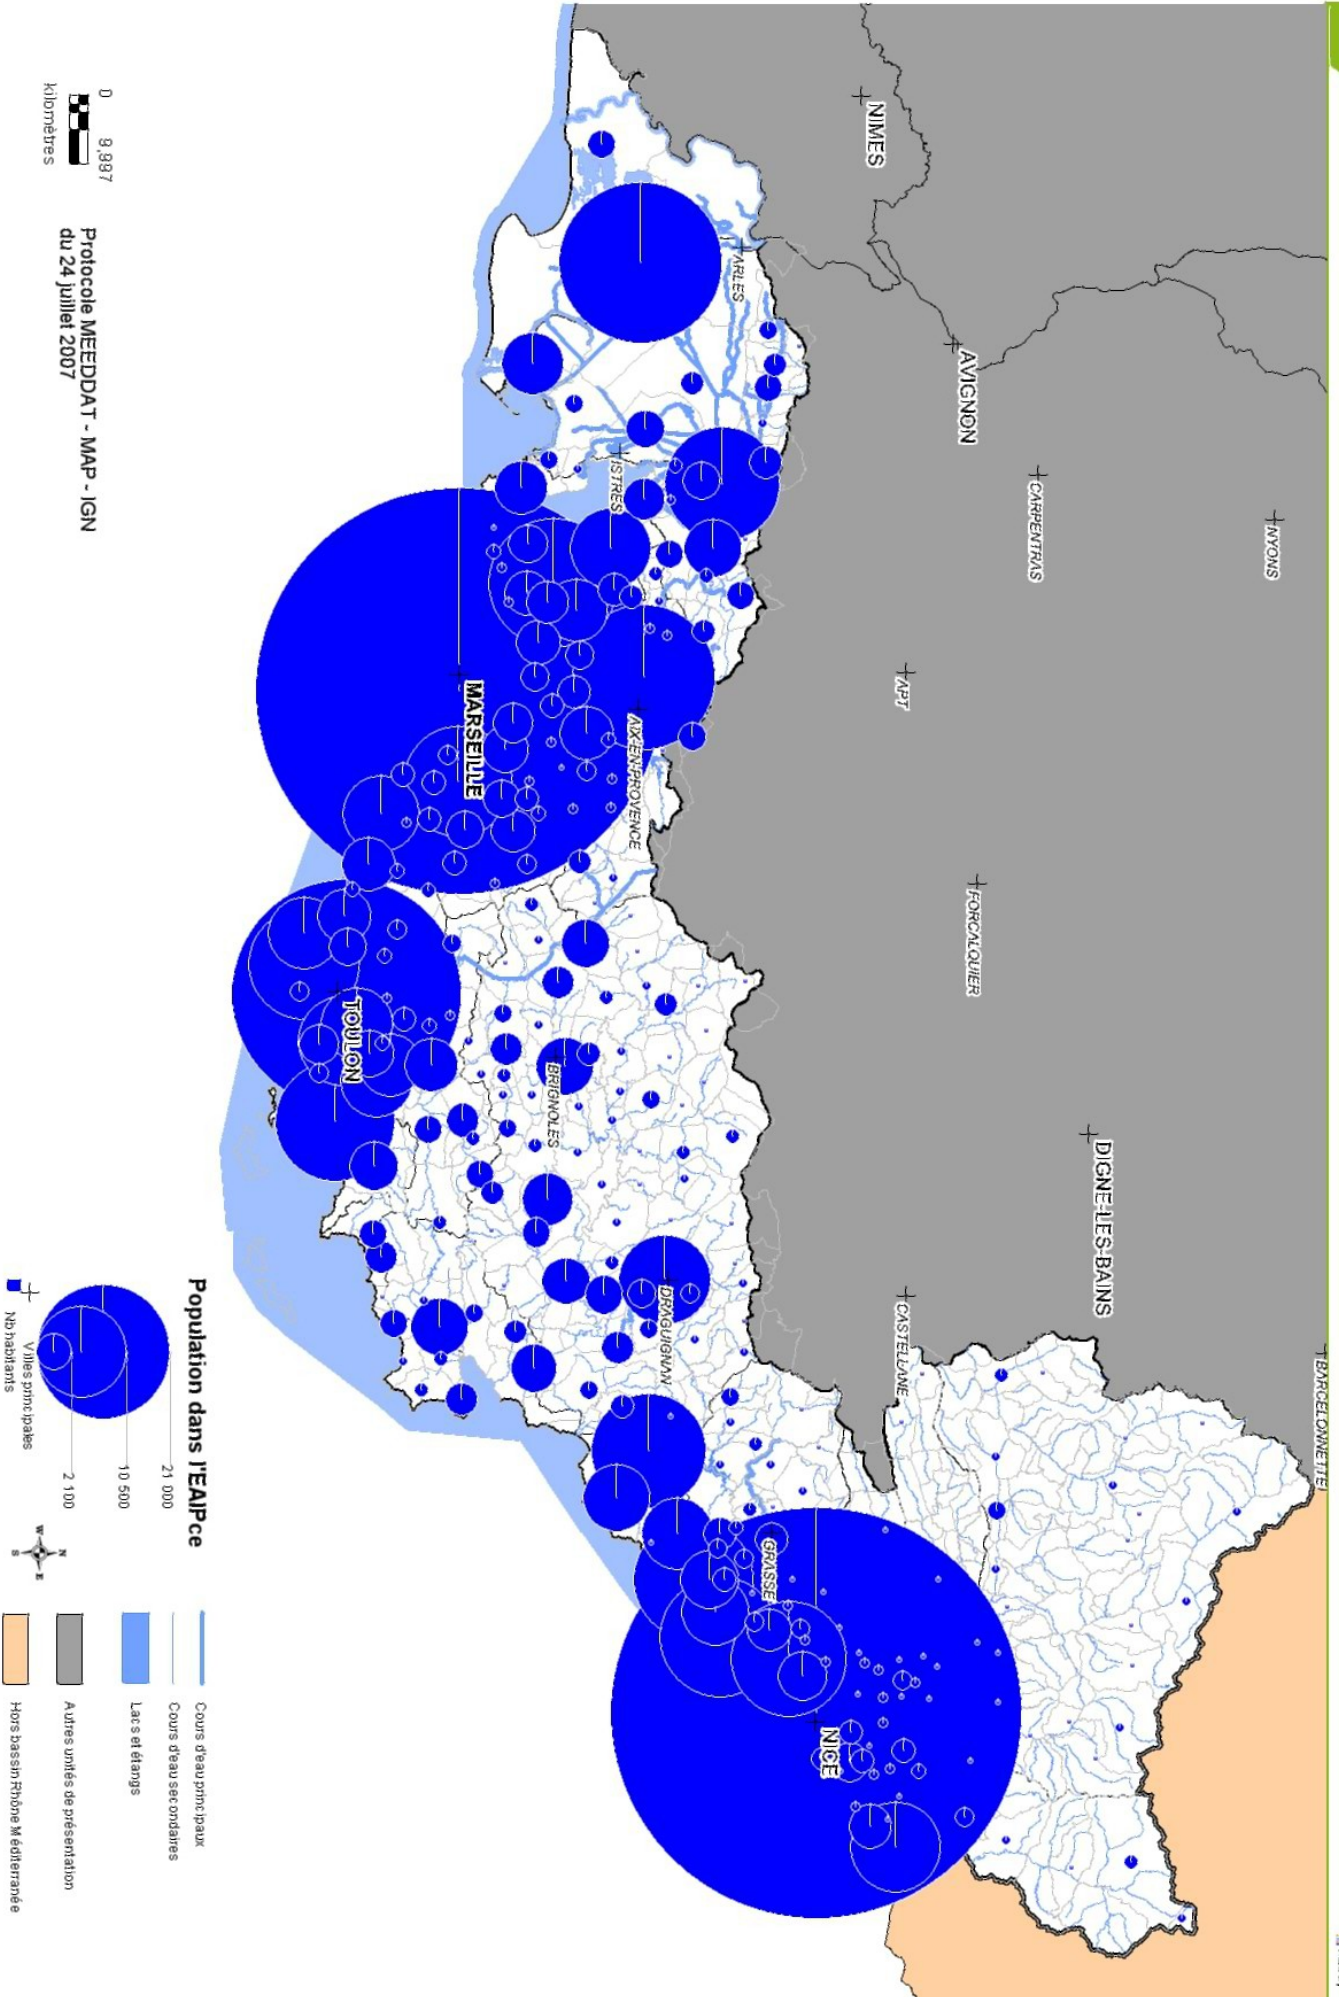 BARCELONNETTE
NYONS
DIGNE-LES-BAINS
CARPENTRAS
FORCALQUIER
AVIGNON
APT
CASTELLANE
NIMES
ARLES
GRASSE
NICE
DRAGUIGNAN
ISTRES
AIX-EN-PROVENCE
BRIGNOLES
MARSEILLE
TOULON
0 9,997
kilomètres
Protocole MEEDDAT - MAP - IGN
du 24 juillet 2007
Population dans l'EAIPce
21 000
10 500
2 100
Villes principales
Nb habitants
N
W E
S
Cours d'eau principaux
Cours d'eau secondaires
Lacs et étangs
Autres unités de présentation
Hors bassin Rhône Méditerranée